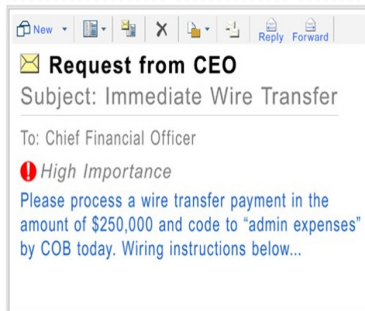 New
Reply Forward
Request from CEO
Subject: Immediate Wire Transfer
To: Chief Financial Officer
High Importance
Please process a wire transfer payment in the
amount of $250,000 and code to “admin expenses”
by COB today. Wiring instructions below...